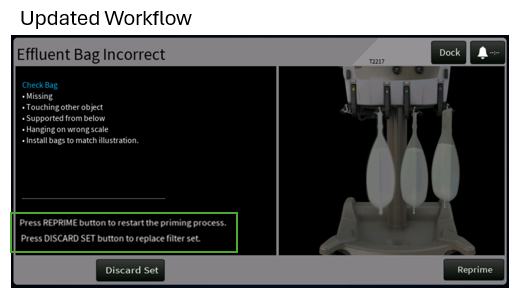 Updated Workflow
Effluent Bag Incorrect
T2217
Dock
--:--
Check Bag
• Missing
• Touching other object
• Supported from below
• Hanging on wrong scale
• Install bags to match illustration.
Press REPRIME button to restart the priming process.
Press DISCARD SET button to replace filter set.
Discard Set
Reprime